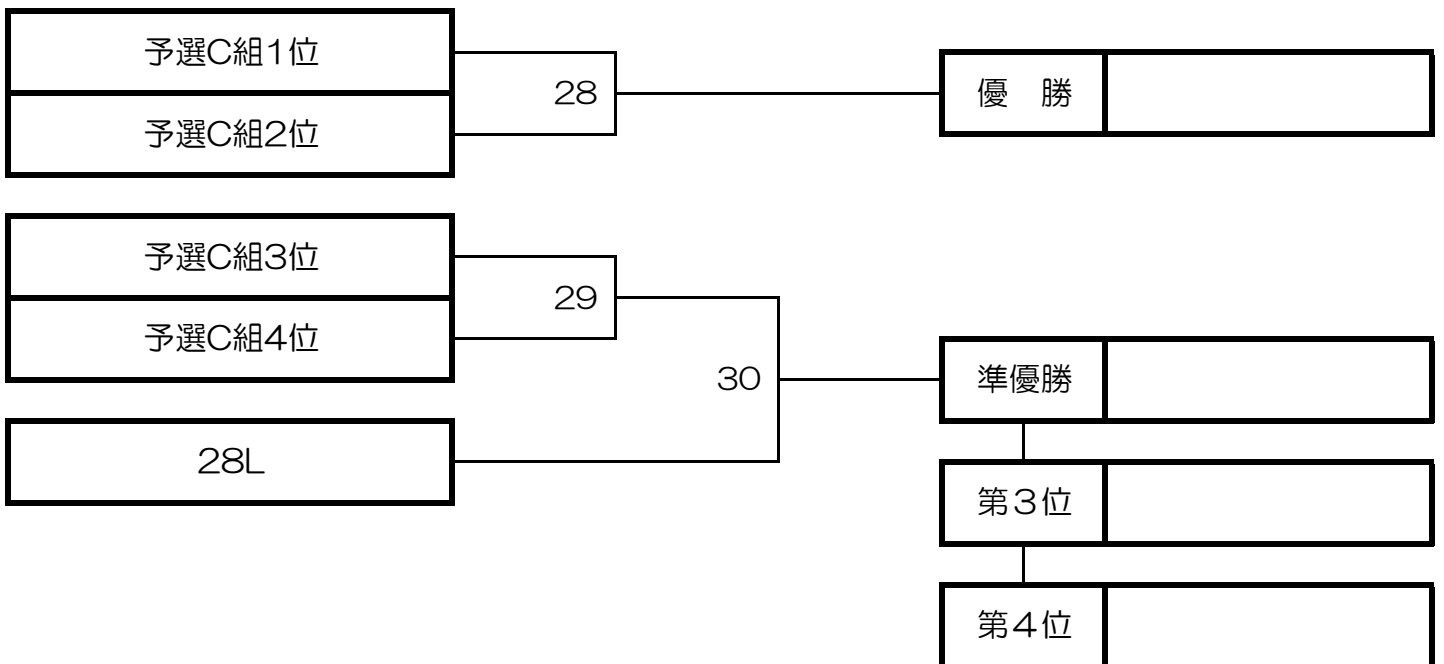 予選C組1位
28
優　勝
予選C組2位
予選C組3位
29
予選C組4位
30
準優勝
28L
第3位
第4位